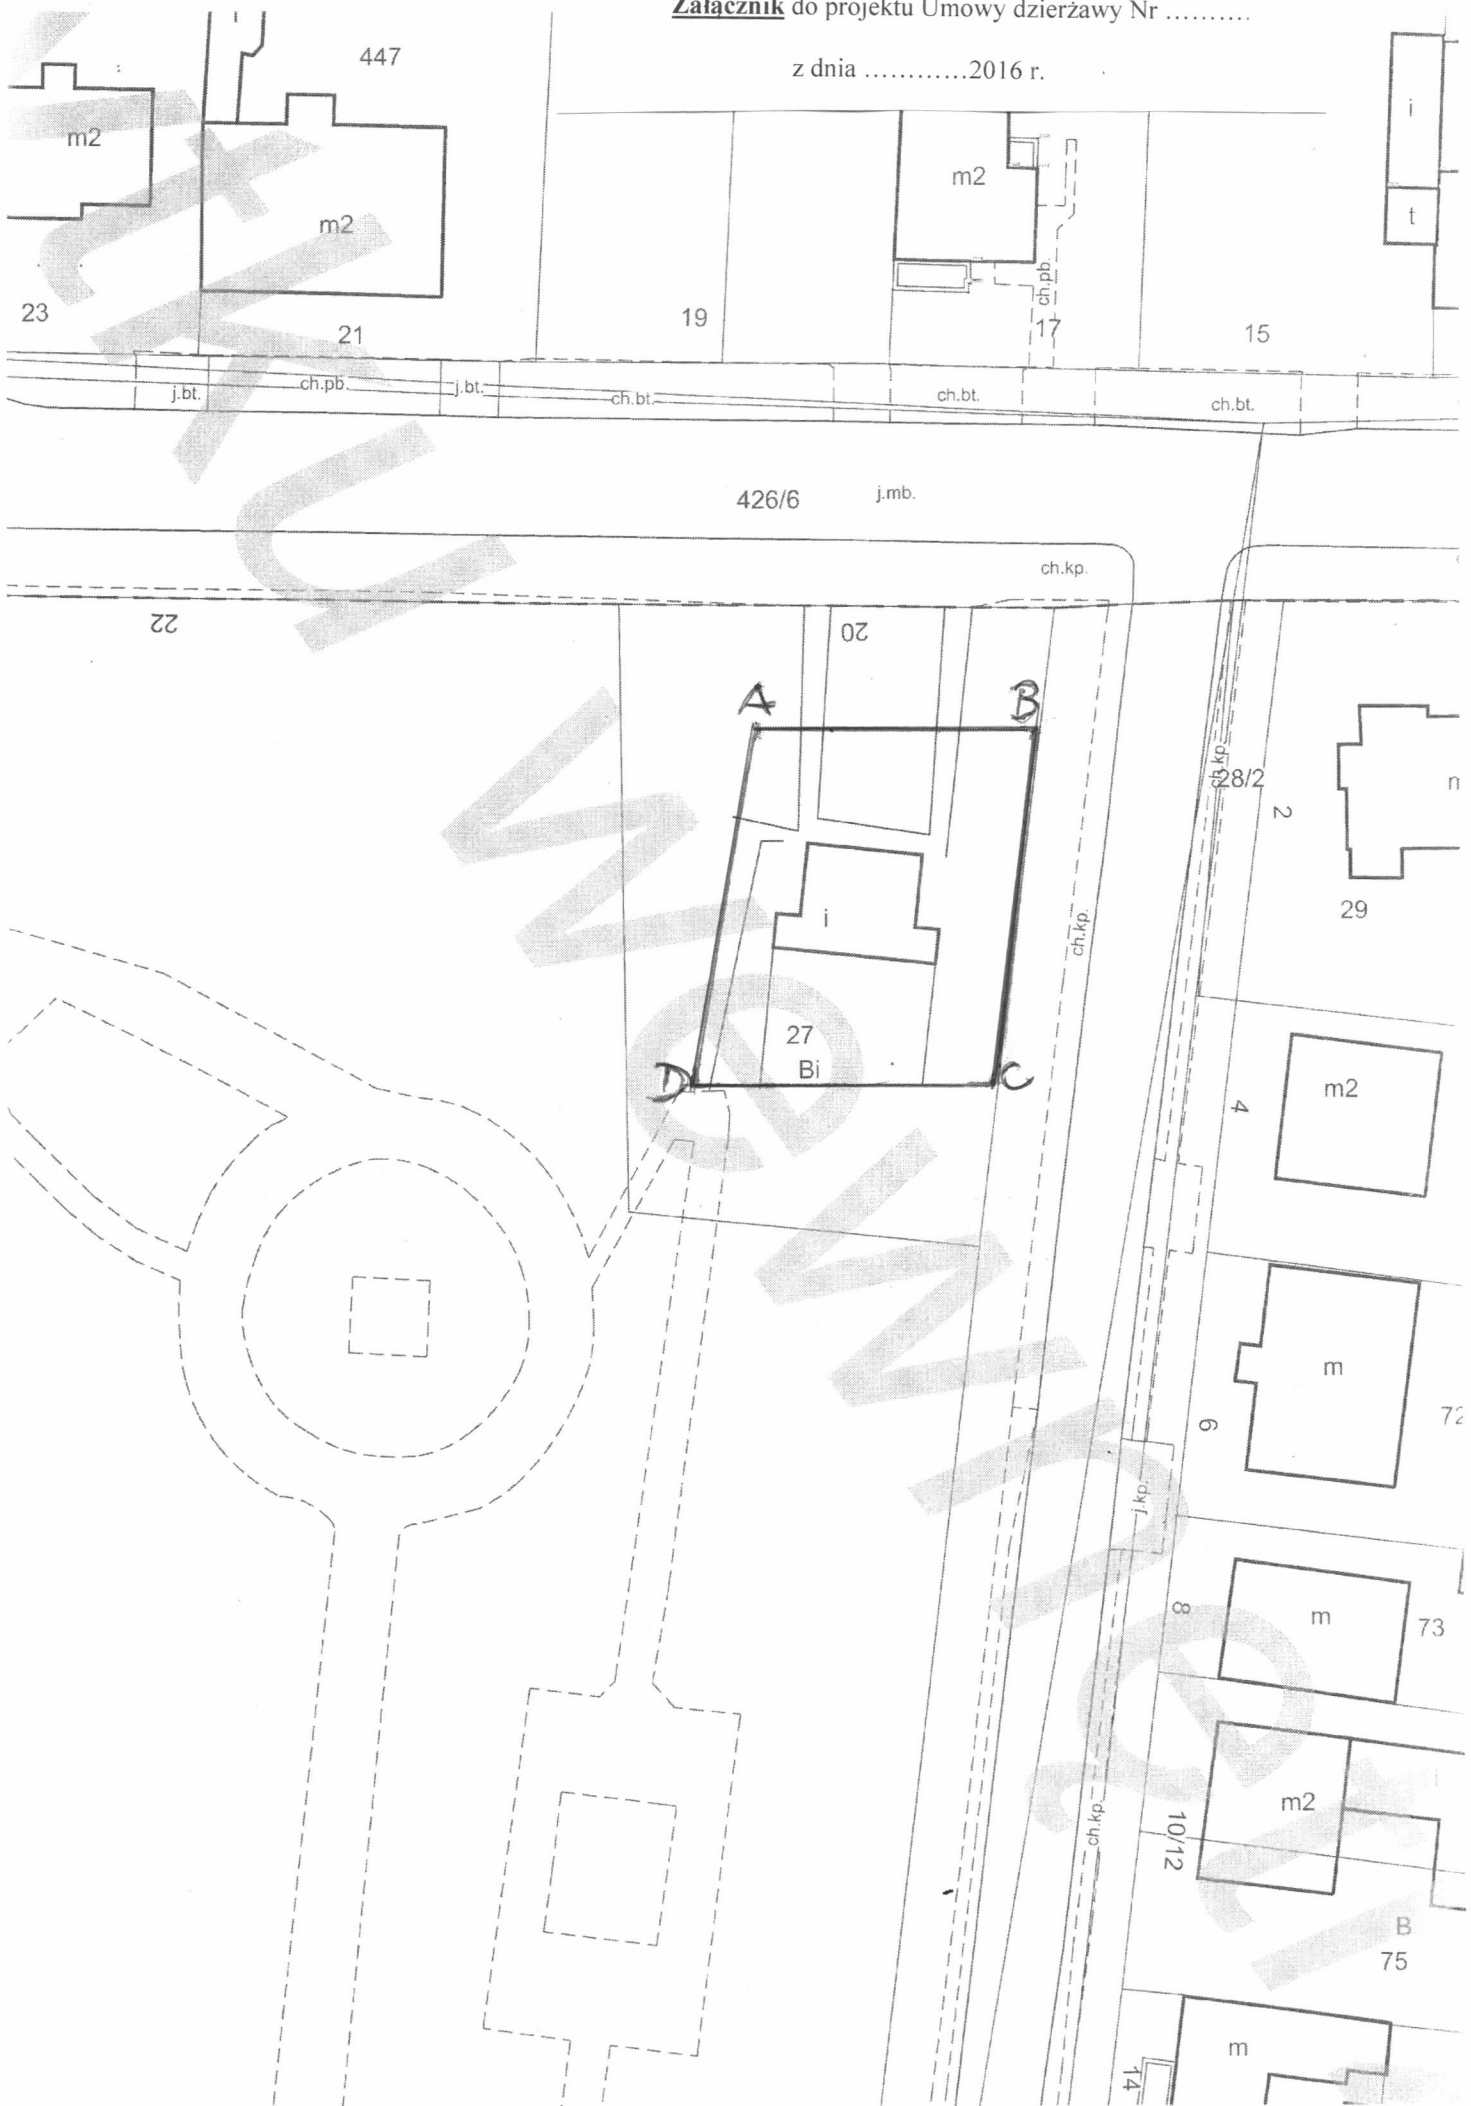 Załącznik do projektu Umowy dzierżawy Nr ..........
z dnia ............2016 r.
447
m2
m2
m2
i
t
23
21
19
ch.pb.
17
15
j.bt.
ch.pb.
j.bt.
ch.bt.
ch.bt.
ch.bt.
426/6
j.mb.
ch.kp.
22
20
A
B
ch.kp.
28/2
2
29
i
ch.kp.
27
Bi
D
C
4
m2
m
6
72
j.kp.
8
m
73
m2
10/12
ch.kp.
B
75
m
14
użytku wewnętrznego